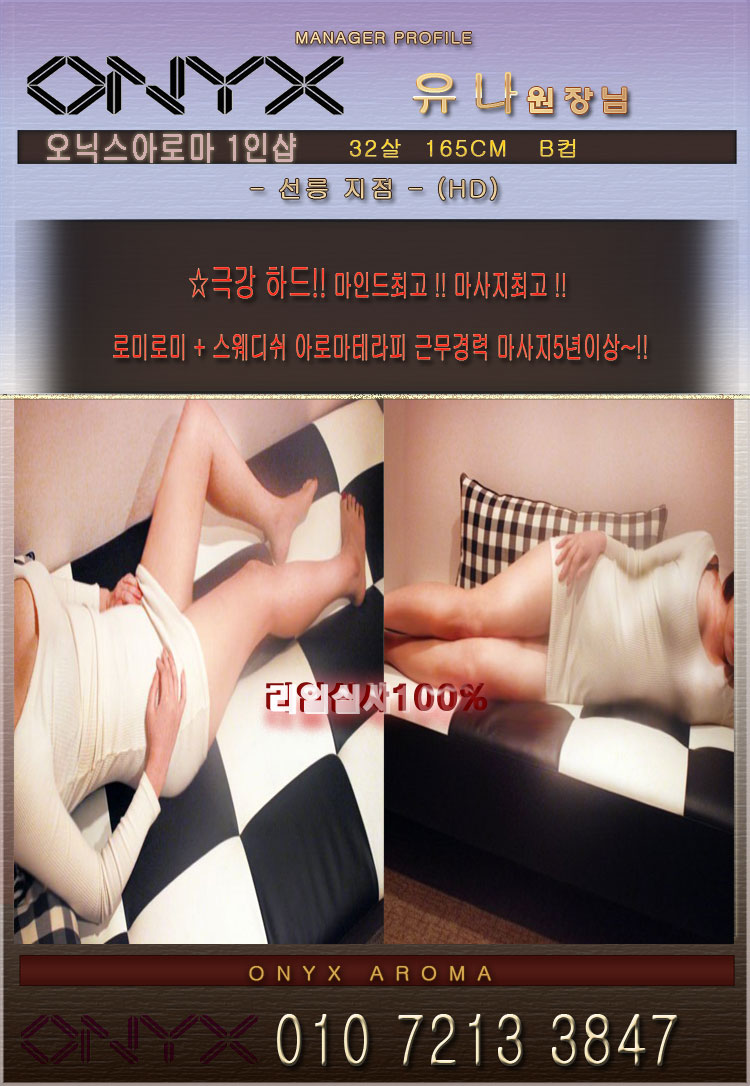 MANAGER PROFILE
ONYX 유나원장님
오닉스아로마 1인샵 32살 165CM B컵
- 선릉 지점 - (HD)
☆극강 하드!! 마인드최고 !! 마사지최고 !!
로미로미 + 스웨디쉬 아로마테라피 근무경력 마사지5년이상~!!
리얼실사100%
ONYX AROMA
ONYX 010 7213 3847